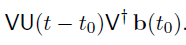 VU(t − t₀)V† b(t₀).